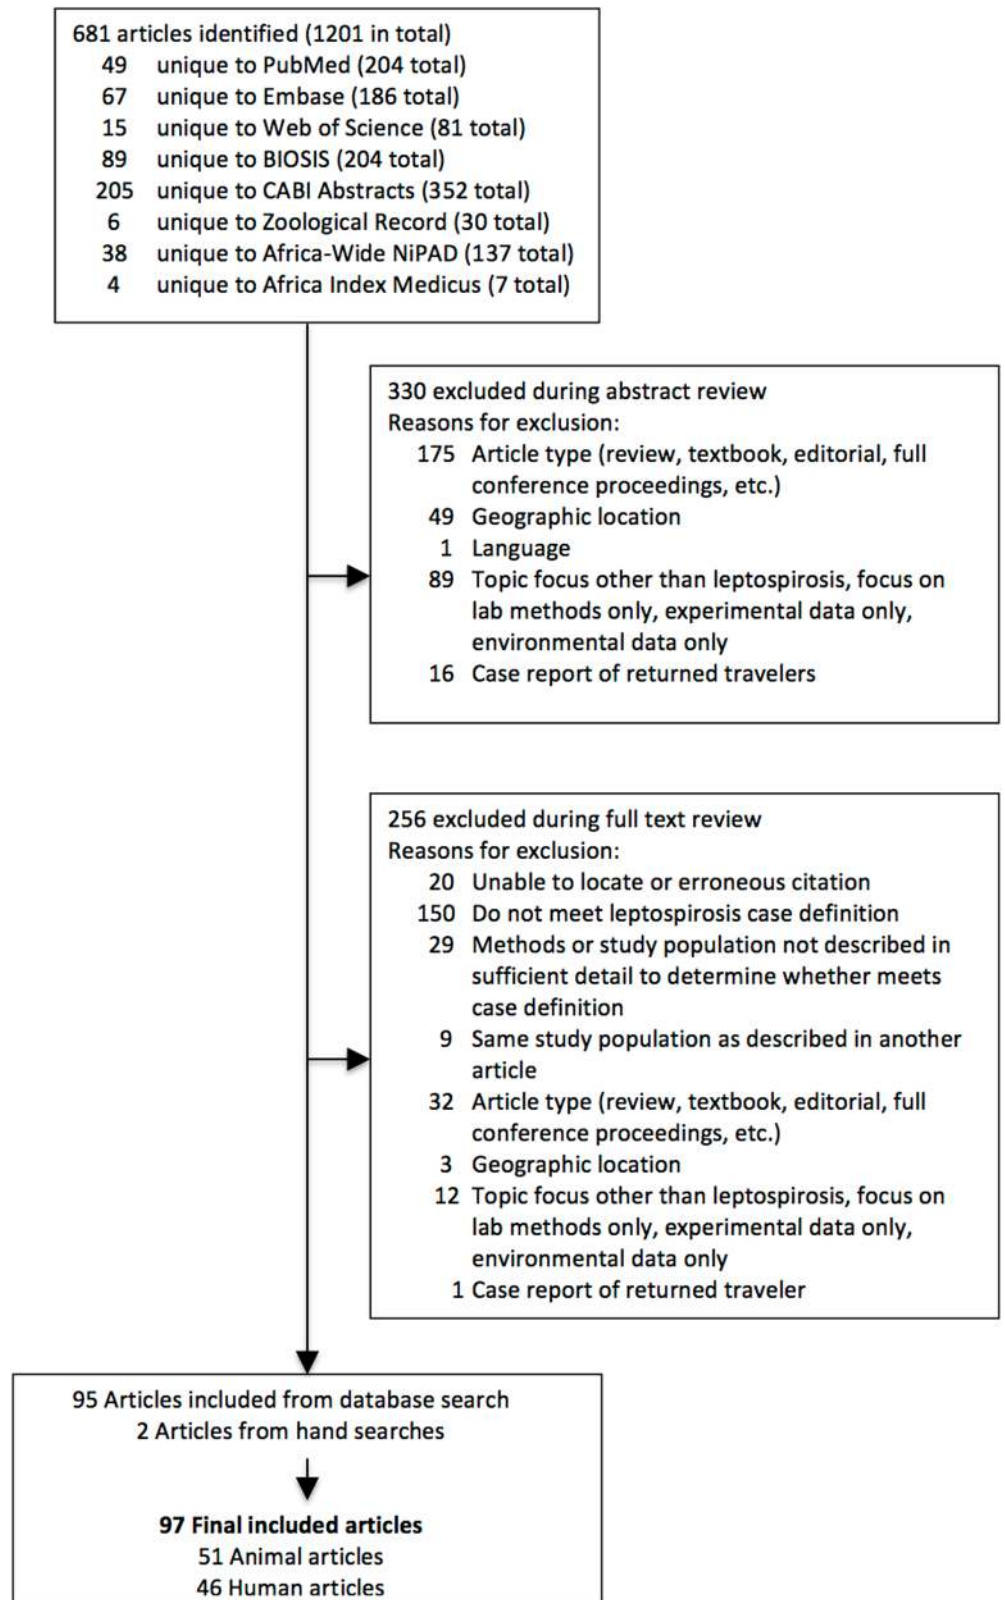 681 articles identified (1201 in total)
49 unique to PubMed (204 total)
67 unique to Embase (186 total)
15 unique to Web of Science (81 total)
89 unique to BIOSIS (204 total)
205 unique to CABI Abstracts (352 total)
6 unique to Zoological Record (30 total)
38 unique to Africa-Wide NiPAD (137 total)
4 unique to Africa Index Medicus (7 total)
330 excluded during abstract review
Reasons for exclusion:
175 Article type (review, textbook, editorial, full
conference proceedings, etc.)
49 Geographic location
1 Language
89 Topic focus other than leptospirosis, focus on
lab methods only, experimental data only,
environmental data only
16 Case report of returned travelers
256 excluded during full text review
Reasons for exclusion:
20 Unable to locate or erroneous citation
150 Do not meet leptospirosis case definition
29 Methods or study population not described in
sufficient detail to determine whether meets
case definition
9 Same study population as described in another
article
32 Article type (review, textbook, editorial, full
conference proceedings, etc.)
3 Geographic location
12 Topic focus other than leptospirosis, focus on
lab methods only, experimental data only,
environmental data only
1 Case report of returned traveler
95 Articles included from database search
2 Articles from hand searches
97 Final included articles
51 Animal articles
46 Human articles